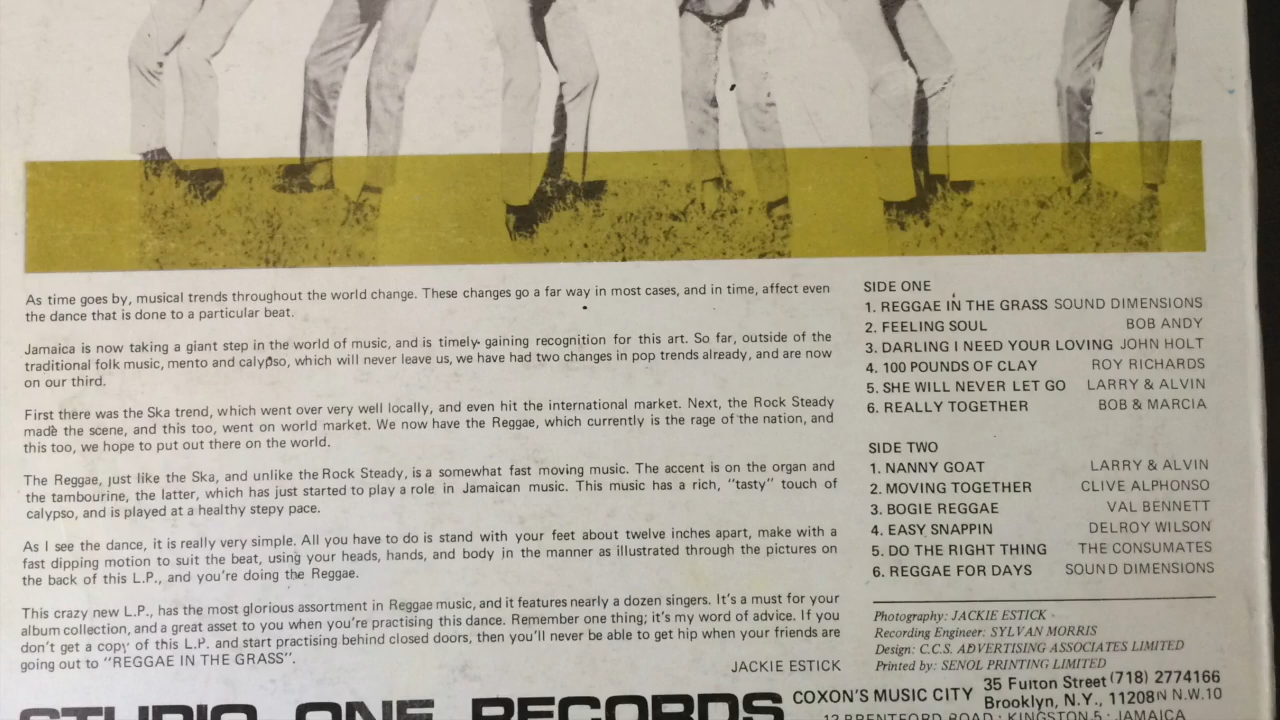 As time goes by, musical trends throughout the world change. These changes go a far way in most cases, and in time, affect even
the dance that is done to a particular beat.
Jamaica is now taking a giant step in the world of music, and is timely gaining recognition for this art. So far, outside of the
traditional folk music, mento and calypso, which will never leave us, we have had two changes in pop trends already, and are now
on our third.
First there was the Ska trend, which went over very well locally, and even hit the international market. Next, the Rock Steady
made the scene, and this too, went on world market. We now have the Reggae, which currently is the rage of the nation, and
this too, we hope to put out there on the world.
The Reggae, just like the Ska, and unlike the Rock Steady, is a somewhat fast moving music. The accent is on the organ and
the tambourine, the latter, which has just started to play a role in Jamaican music. This music has a rich, "tasty" touch of
calypso, and is played at a healthy stepy pace.
As I see the dance, it is really very simple. All you have to do is stand with your feet about twelve inches apart, make with a
fast dipping motion to suit the beat, using your heads, hands, and body in the manner as illustrated through the pictures on
the back of this L.P., and you're doing the Reggae.
This crazy new L.P., has the most glorious assortment in Reggae music, and it features nearly a dozen singers. It's a must for your
album collection, and a great asset to you when you're practising this dance. Remember one thing; it's my word of advice. If you
don't get a copy of this L.P. and start practising behind closed doors, then you'll never be able to get hip when your friends are
going out to "REGGAE IN THE GRASS".
JACKIE ESTICK
SIDE ONE
1. REGGAE IN THE GRASS SOUND DIMENSIONS
2. FEELING SOUL BOB ANDY
3. DARLING I NEED YOUR LOVING JOHN HOLT
4. 100 POUNDS OF CLAY ROY RICHARDS
5. SHE WILL NEVER LET GO LARRY & ALVIN
6. REALLY TOGETHER BOB & MARCIA
SIDE TWO
1. NANNY GOAT LARRY & ALVIN
2. MOVING TOGETHER CLIVE ALPHONSO
3. BOGIE REGGAE VAL BENNETT
4. EASY SNAPPIN DELROY WILSON
5. DO THE RIGHT THING THE CONSUMATES
6. REGGAE FOR DAYS SOUND DIMENSIONS
Photography: JACKIE ESTICK
Recording Engineer: SYLVAN MORRIS
Design: C.C.S. ADVERTISING ASSOCIATES LIMITED
Printed by: SENOL PRINTING LIMITED
STUDIO ONE RECORDS
COXON'S MUSIC CITY
35 Fulton Street (718) 2774166
Brooklyn, N.Y., 11208 N N.W.10
13 BRENTFORD ROAD : KINGSTON 5 : JAMAICA